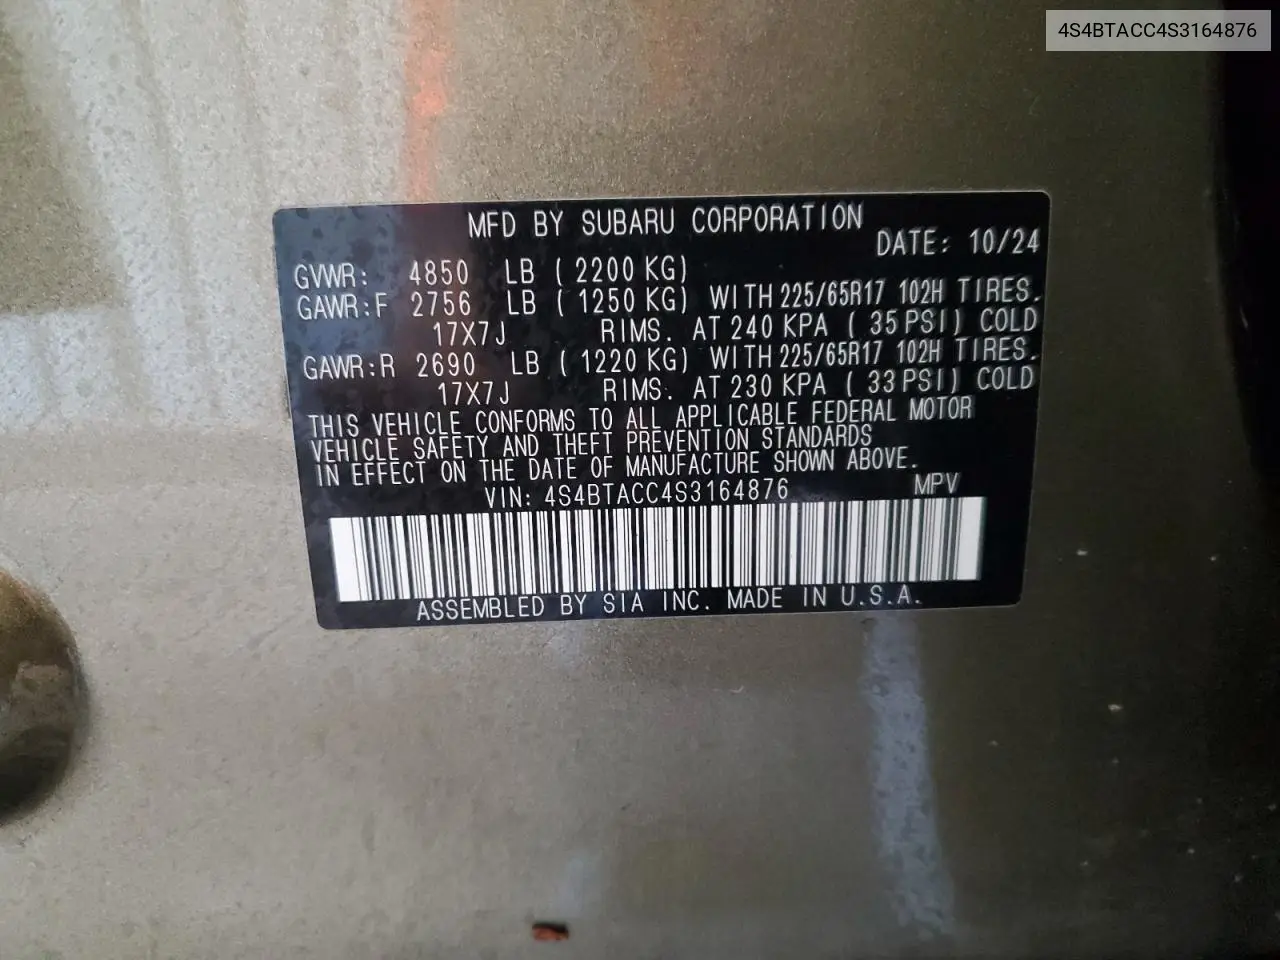 4S4BTACC4S3164876
MFD BY SUBARU CORPORATION
DATE: 10/24
GVWR: 4850 LB ( 2200 KG)
GAWR:F 2756 LB ( 1250 KG) WITH 225/65R17 102H TIRES.
17X7J RIMS. AT 240 KPA ( 35 PSI) COLD
GAWR:R 2690 LB ( 1220 KG) WITH 225/65R17 102H TIRES.
17X7J RIMS. AT 230 KPA ( 33 PSI) COLD
THIS VEHICLE CONFORMS TO ALL APPLICABLE FEDERAL MOTOR
VEHICLE SAFETY AND THEFT PREVENTION STANDARDS
IN EFFECT ON THE DATE OF MANUFACTURE SHOWN ABOVE.
VIN: 4S4BTACC4S3164876 MPV
ASSEMBLED BY SIA INC. MADE IN U.S.A.